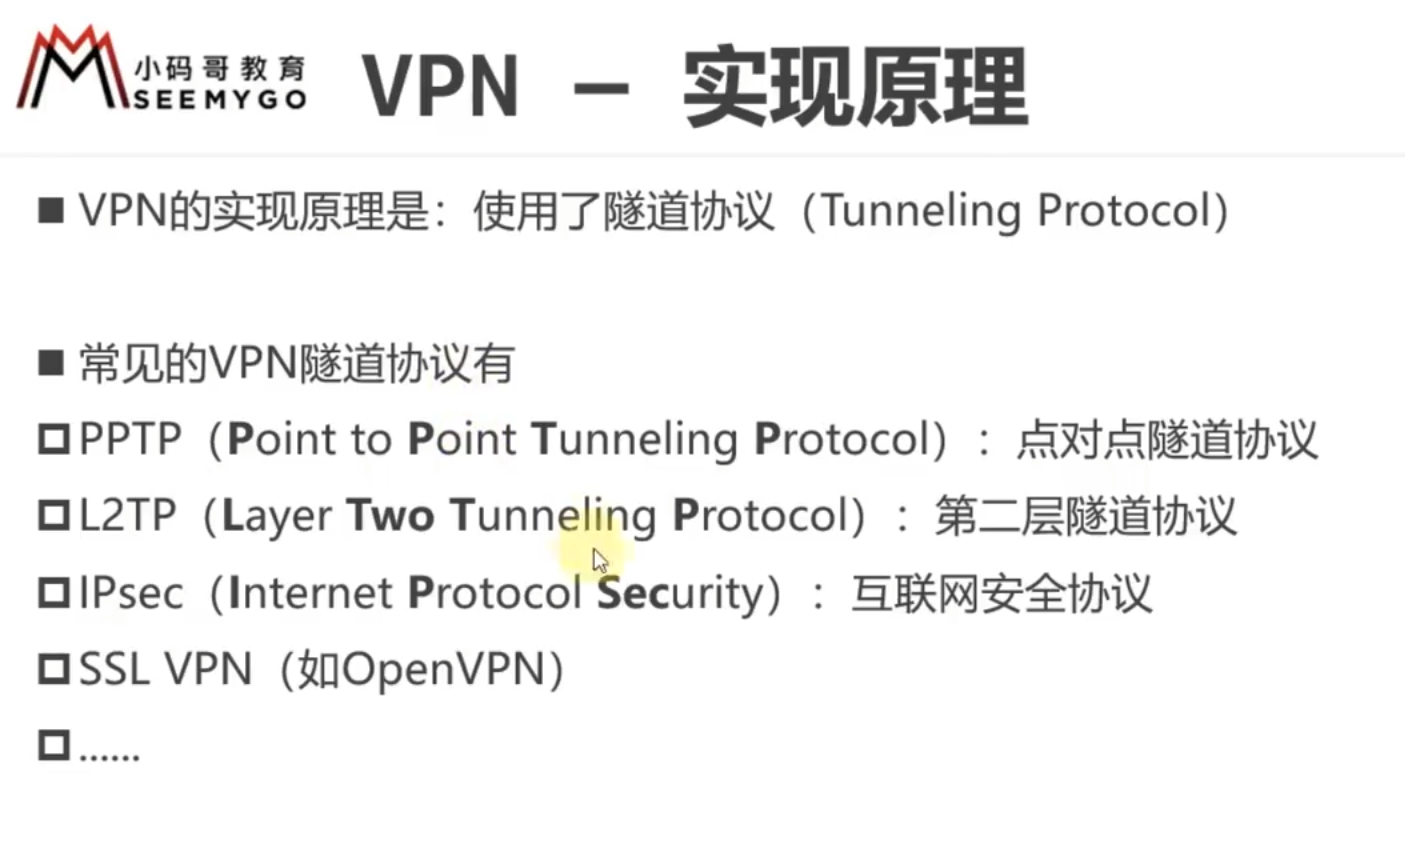 小码哥教育
SEEMYGO
VPN – 实现原理
VPN的实现原理是：使用了隧道协议（Tunneling Protocol）
常见的VPN隧道协议有
PPTP（Point to Point Tunneling Protocol）：点对点隧道协议
L2TP（Layer Two Tunneling Protocol）：第二层隧道协议
IPsec（Internet Protocol Security）：互联网安全协议
SSL VPN（如OpenVPN）
......